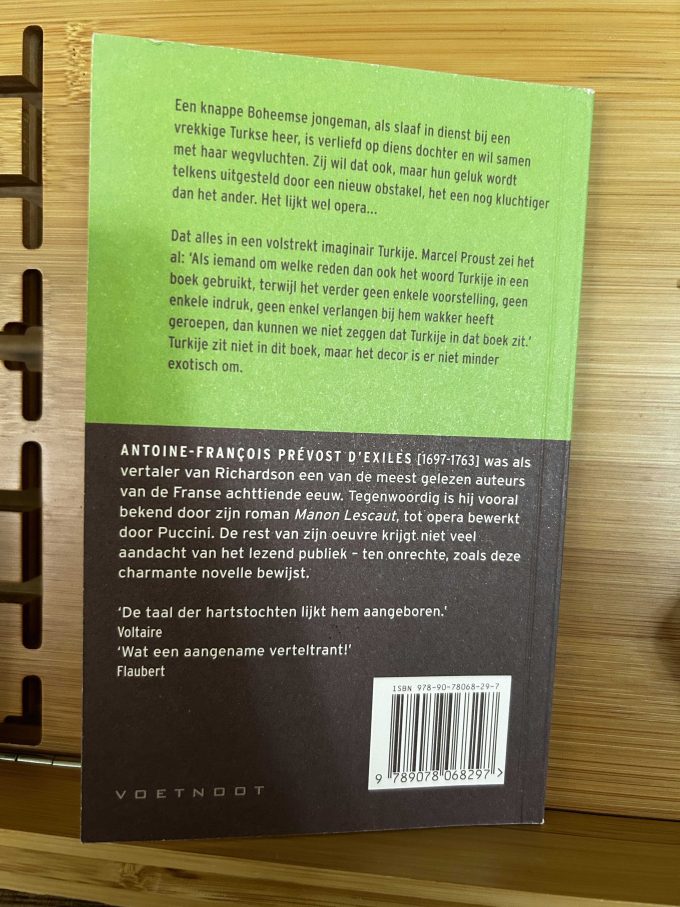 Een knappe Boheemse jongeman, als slaaf in dienst bij een
vrekkige Turkse heer, is verliefd op diens dochter en wil samen
met haar wegvluchten. Zij wil dat ook, maar hun geluk wordt
telkens uitgesteld door een nieuw obstakel, het een nog kluchtiger
dan het ander. Het lijkt wel opera...
Dat alles in een volstrekt imaginair Turkije. Marcel Proust zei het
al: 'Als iemand om welke reden dan ook het woord Turkije in een
boek gebruikt, terwijl het verder geen enkele voorstelling, geen
enkele indruk, geen enkel verlangen bij hem wakker heeft
geroepen, dan kunnen we niet zeggen dat Turkije in dat boek zit.'
Turkije zit niet in dit boek, maar het decor is er niet minder
exotisch om.
ANTOINE-FRANÇOIS PRÉVOST D'EXILES [1697-1763] was als
vertaler van Richardson een van de meest gelezen auteurs
van de Franse achttiende eeuw. Tegenwoordig is hij vooral
bekend door zijn roman Manon Lescaut, tot opera bewerkt
door Puccini. De rest van zijn oeuvre krijgt niet veel
aandacht van het lezend publiek – ten onrechte, zoals deze
charmante novelle bewijst.
'De taal der hartstochten lijkt hem aangeboren.'
Voltaire
'Wat een aangename verteltrant!'
Flaubert
ISBN 978-90-78068-29-7
9 789078 068297 >
VOETNOOT